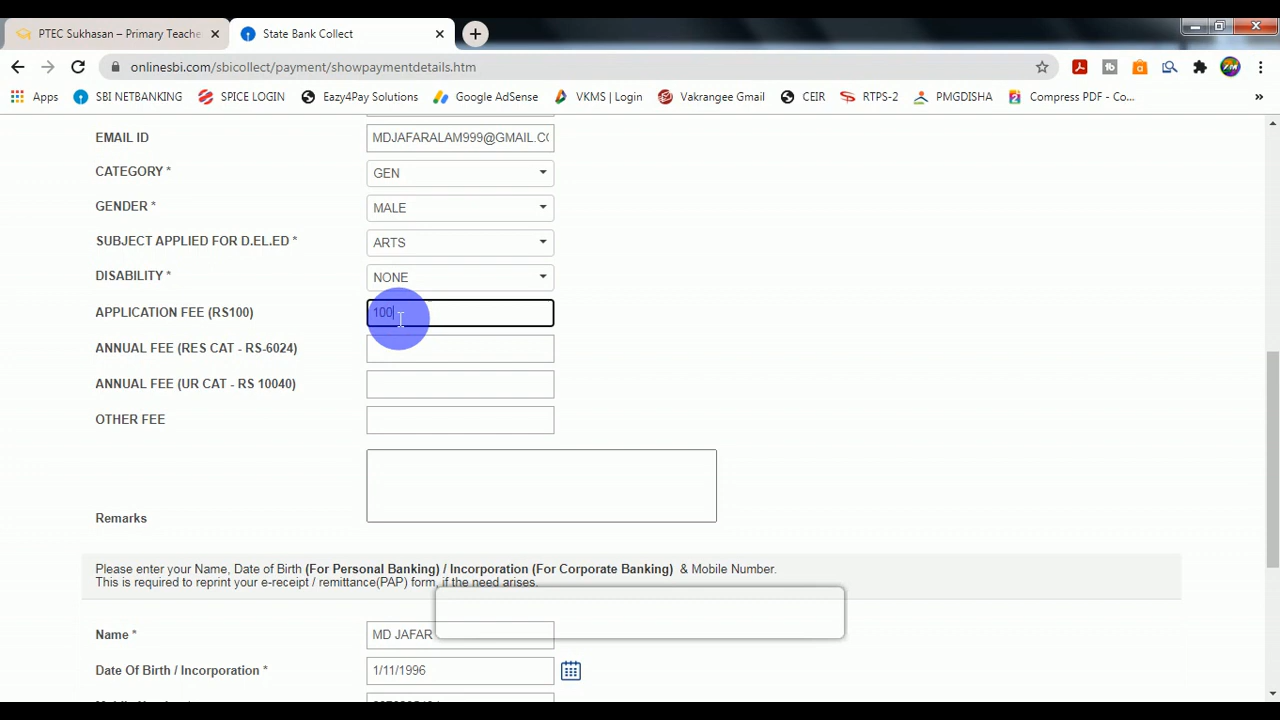 PTEC Sukhasan – Primary Teache
State Bank Collect
onlinesbi.com/sbicollect/payment/showpaymentdetails.htm
Apps SBI NETBANKING SPICE LOGIN Eazy4Pay Solutions Google AdSense VKMS | Login Vakrangee Gmail CEIR RTPS-2 PMGDISHA Compress PDF - Co... »
EMAIL ID MDJAFARALAM999@GMAIL.CO
CATEGORY * GEN
GENDER * MALE
SUBJECT APPLIED FOR D.EL.ED * ARTS
DISABILITY * NONE
APPLICATION FEE (RS100) 100
ANNUAL FEE (RES CAT - RS-6024)
ANNUAL FEE (UR CAT - RS 10040)
OTHER FEE
Remarks
Please enter your Name, Date of Birth (For Personal Banking) / Incorporation (For Corporate Banking) & Mobile Number.
This is required to reprint your e-receipt / remittance(PAP) form, if the need arises.
Name * MD JAFAR
Date Of Birth / Incorporation * 1/11/1996